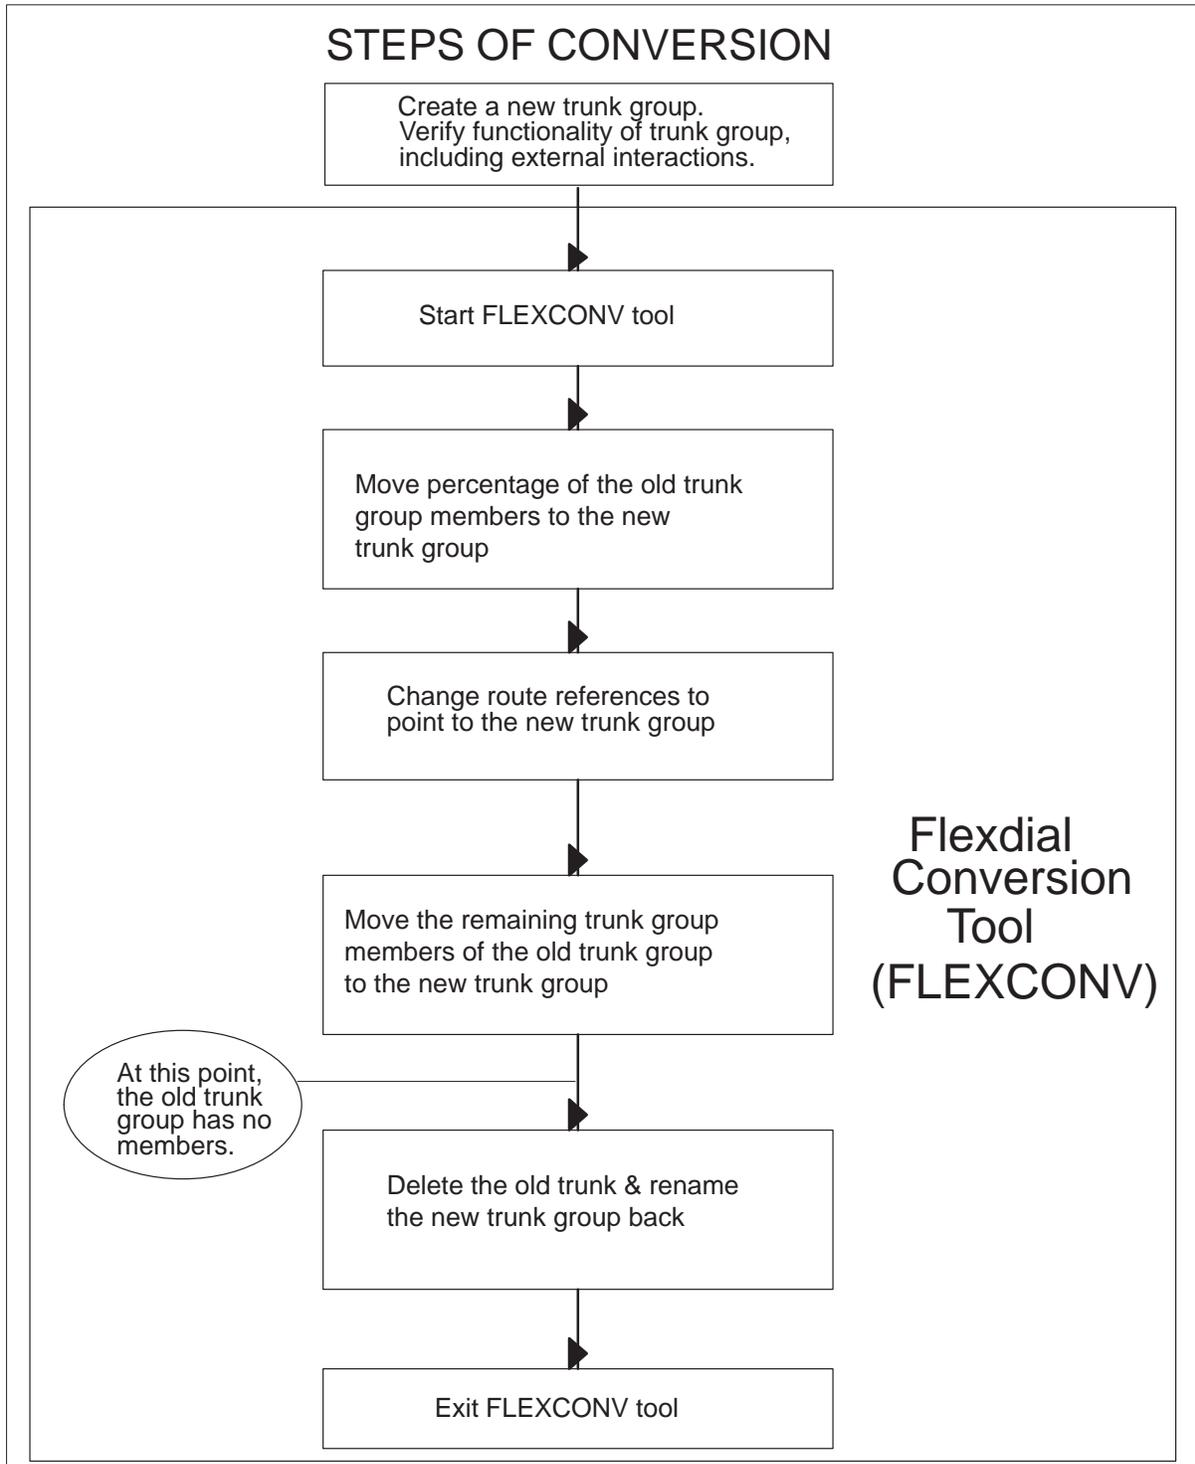 STEPS OF CONVERSION
Create a new trunk group.
Verify functionality of trunk group,
including external interactions.
Start FLEXCONV tool
Move percentage of the old trunk
group members to the new
trunk group
Change route references to
point to the new trunk group
Flexdial
Conversion
Tool
(FLEXCONV)
Move the remaining trunk group
members of the old trunk group
to the new trunk group
At this point,
the old trunk
group has no
members.
Delete the old trunk & rename
the new trunk group back
Exit FLEXCONV tool